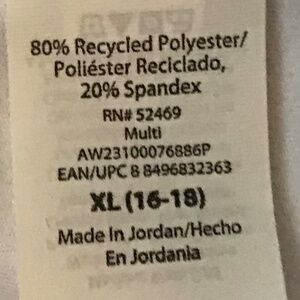 80% Recycled Polyester/
Poliéster Reciclado,
20% Spandex
RN# 52469
Multi
AW23100076886P
EAN/UPC 8 8496832363
XL (16-18)
Made In Jordan/Hecho
En Jordania